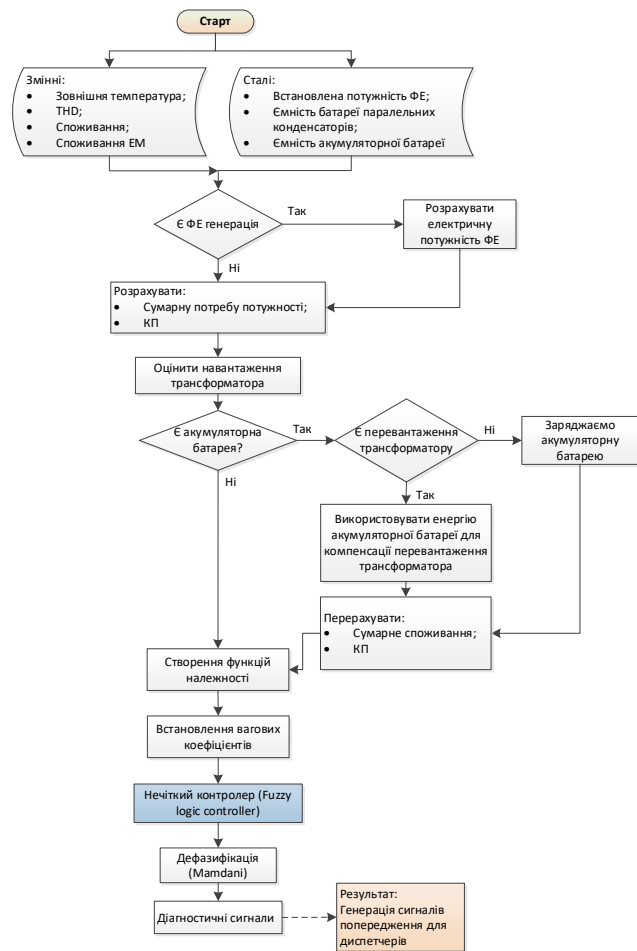 Старт
Змінні:
• Зовнішня температура;
• THD;
• Споживання;
• Споживання ЕМ
Сталі:
• Встановлена потужність ФЕ;
• Ємність батареї паралельних
конденсаторів;
• Ємність акумуляторної батареї
Є ФЕ генерація
Так
Розрахувати
електричну
потужність ФЕ
Ні
Розрахувати:
• Сумарну потребу потужності;
• КП
Оцінити навантаження
трансформатора
Є акумуляторна
батарея?
Так
Є перевантаження
трансформатору
Ні
Заряджаємо
акумуляторну
батарею
Ні
Так
Використовувати енергію
акумуляторної батареї для
компенсації перевантаження
трансформатора
Перерахувати:
• Сумарне споживання;
• КП
Створення функцій
належності
Встановлення вагових
коефіцієнтів
Нечіткий контролер (Fuzzy
logic controller)
Дефазифікація
(Mamdani)
Діагностичні сигнали
Результат:
Генерація сигналів
попередження для
диспетчерів